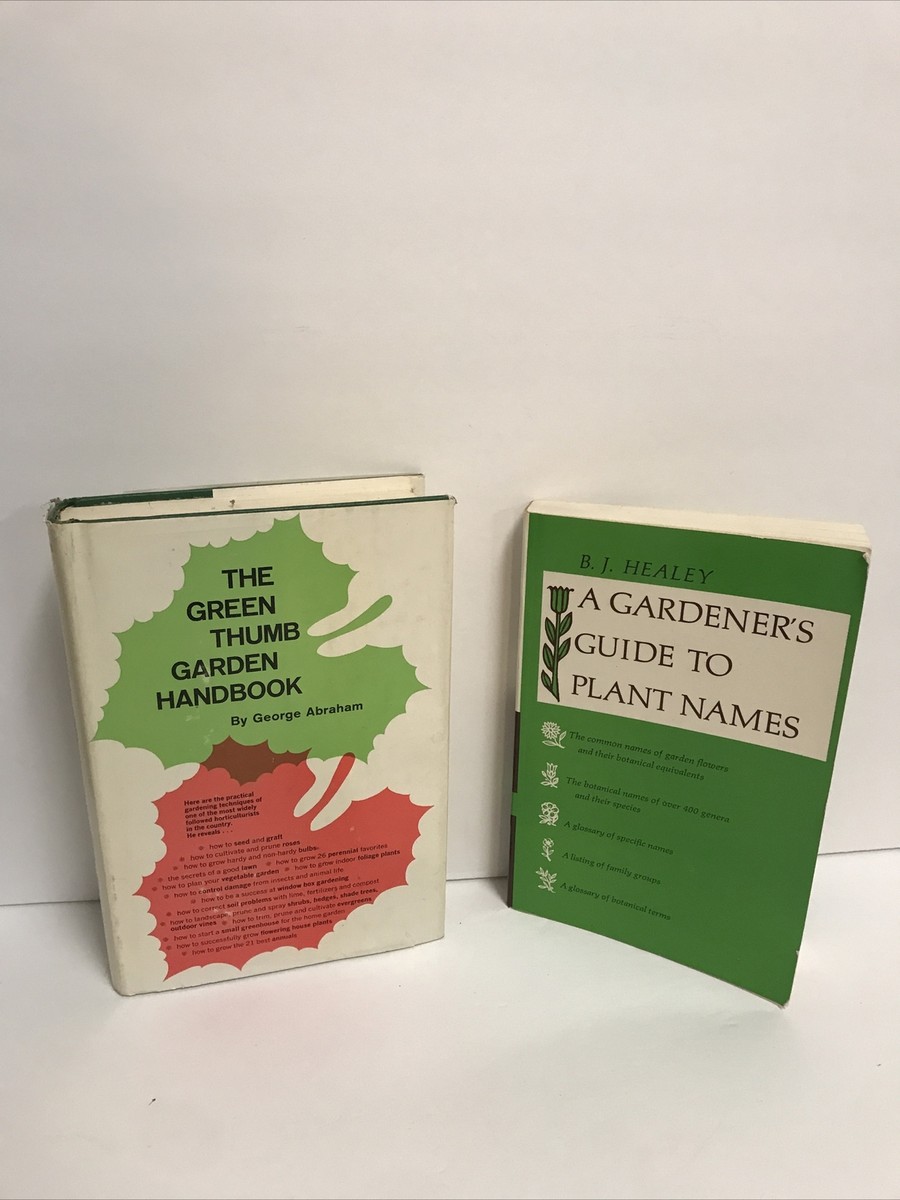 THE
GREEN
THUMB
GARDEN
HANDBOOK
By George Abraham
Here are the practical
gardening techniques of
one of the most widely
followed horticulturists
in the country.
He reveals . . .
* how to seed and graft
* how to cultivate and prune roses
* how to grow hardy and non-hardy bulbs
* the secrets of a good lawn * how to grow 26 perennial favorites
* how to plan your vegetable garden * how to grow indoor foliage plants
* how to control damage from insects and animal life
* how to be a success at window box gardening
* how to correct soil problems with lime, fertilizers and compost
* how to landscape, prune and spray shrubs, hedges, shade trees,
outdoor vines * how to trim, prune and cultivate evergreens
* how to start a small greenhouse for the home garden
* how to successfully grow flowering house plants
* how to grow the 21 best annuals
B. J. HEALEY
A GARDENER'S
GUIDE TO
PLANT NAMES
The common names of garden flowers
and their botanical equivalents
The botanical names of over 400 genera
and their species
A glossary of specific names
A listing of family groups
A glossary of botanical terms